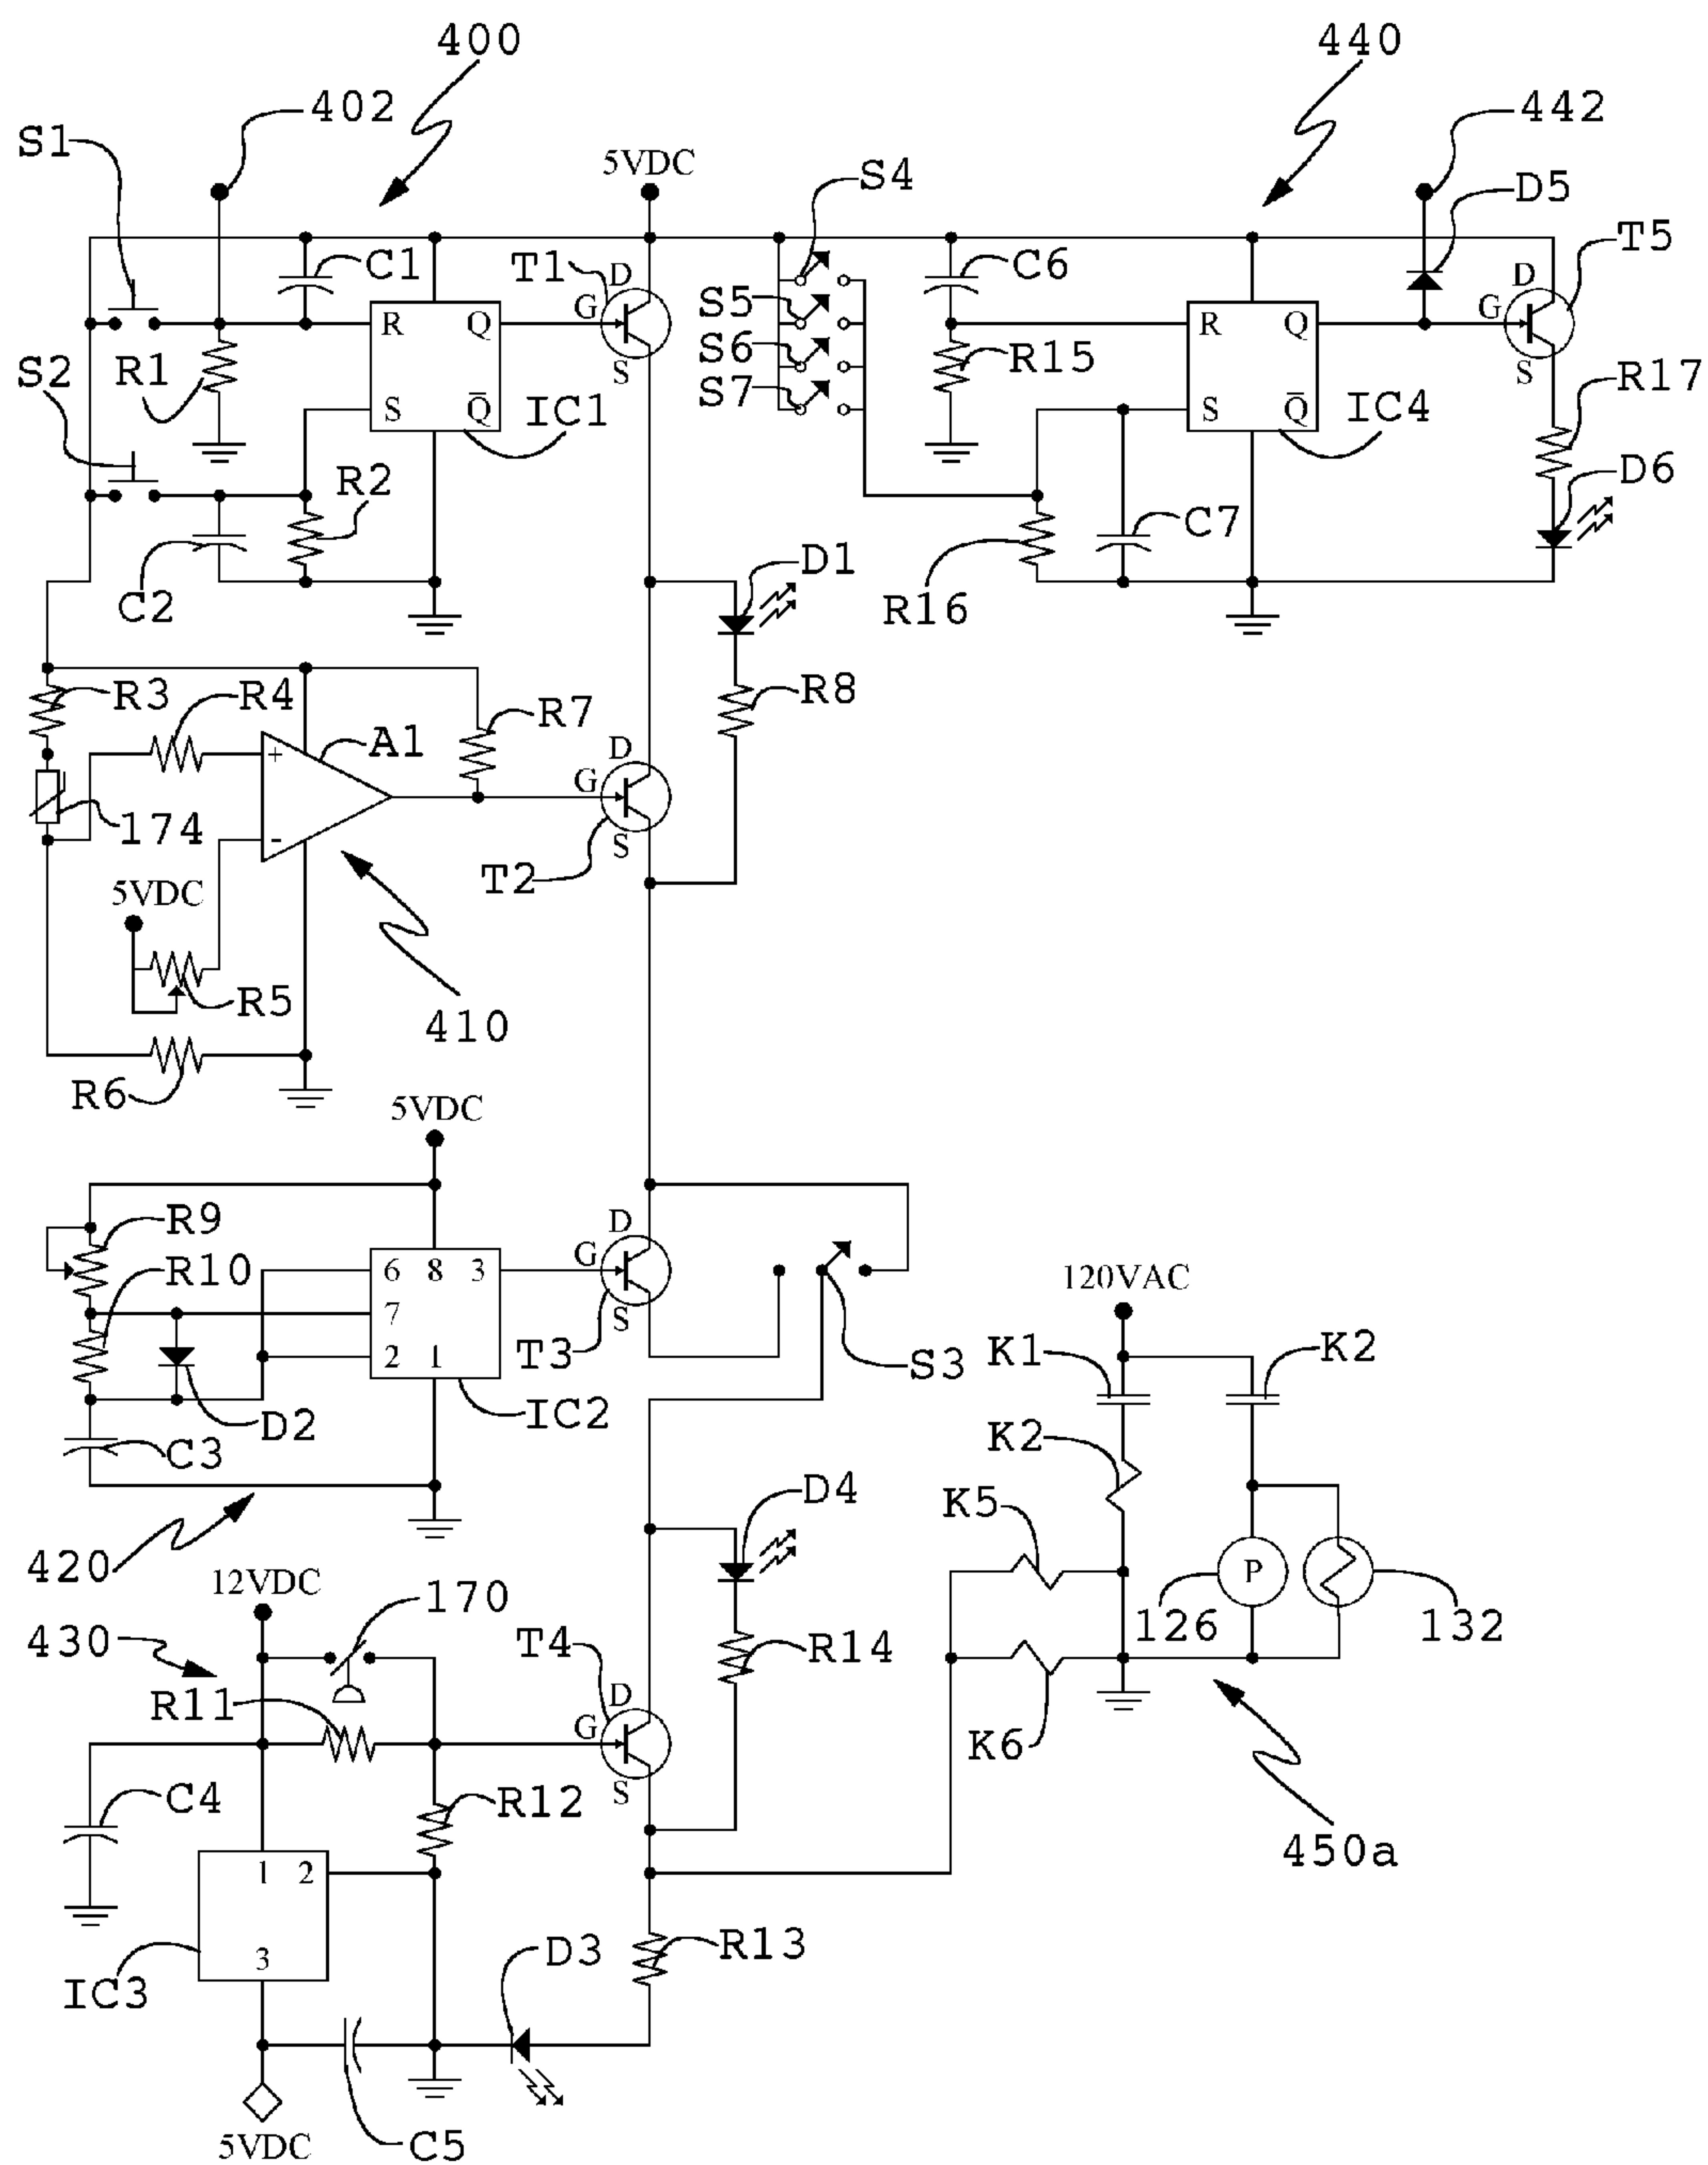 400
440
402
442
S1
5VDC
S4
D5
T5
C1
T1
D
C6
D
G
S5
G
R
Q
R
Q
S2
R1
S6
R15
S
S
R17
S7
S
Q̅
IC1
S
Q̅
IC4
R2
D6
C7
D1
C2
R16
R3
R4
R7
R8
A1
D
+
G
174
-
S
T2
5VDC
R5
410
R6
5VDC
R9
D
R10
G
6 8 3
120VAC
7
S
2 1
T3
S3
K1
K2
IC2
D2
C3
K2
D4
K5
420
12VDC
P
170
126
132
430
T4
R14
R11
D
G
K6
S
C4
R12
450a
1 2
3
D3
R13
IC3
5VDC
C5